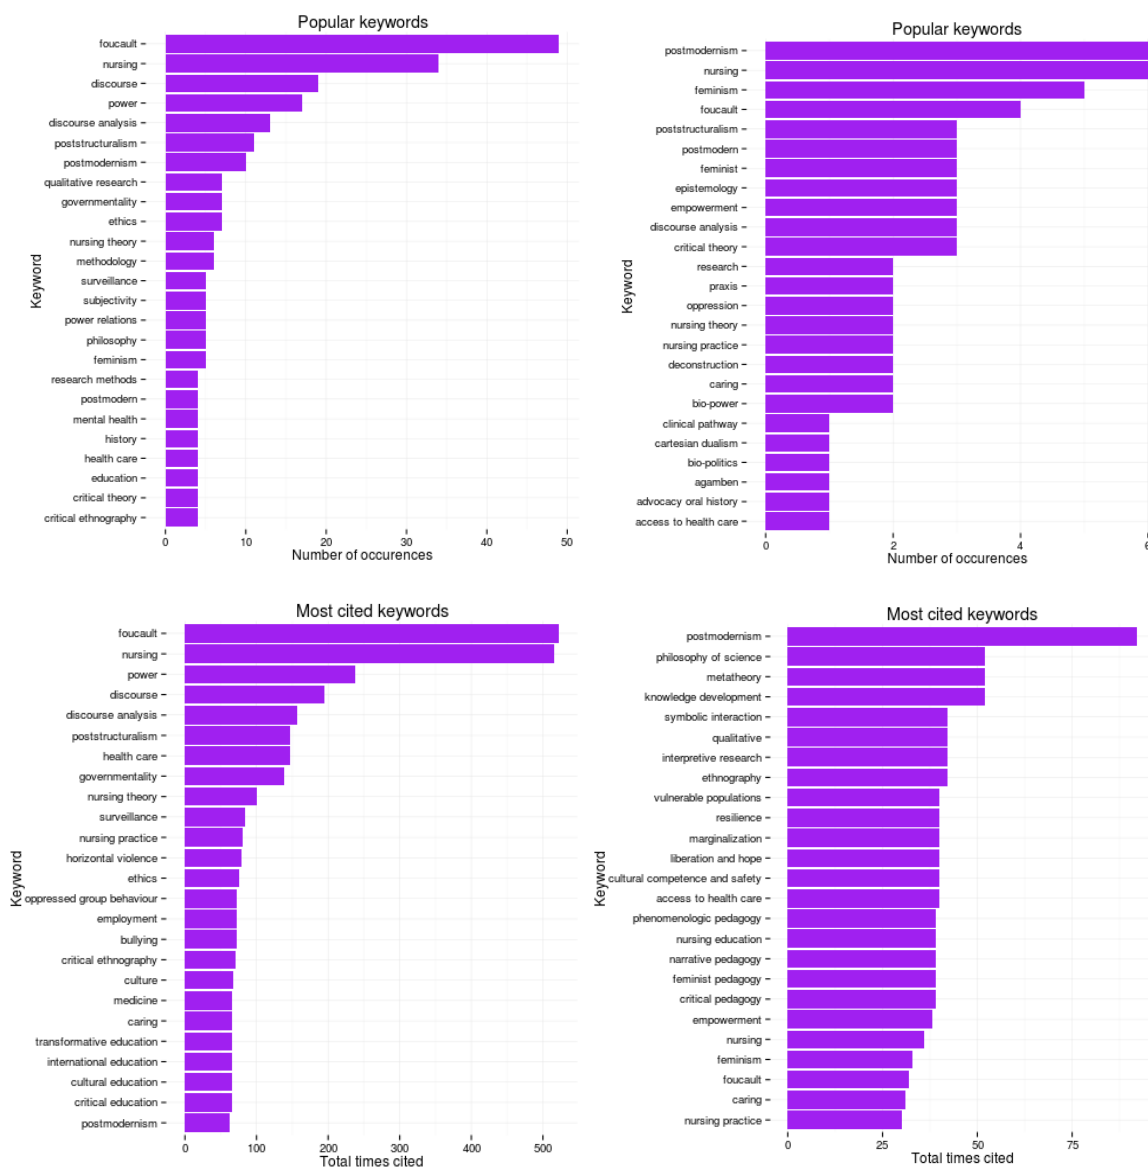 Popular keywords
foucault
nursing
discourse
power
discourse analysis
poststructuralism
postmodernism
qualitative research
governmentality
ethics
nursing theory
methodology
surveillance
subjectivity
power relations
philosophy
feminism
research methods
postmodern
mental health
history
health care
education
critical theory
critical ethnography
Keyword
0 10 20 30 40 50
Number of occurences
Popular keywords
postmodernism
nursing
feminism
foucault
poststructuralism
postmodern
feminist
epistemology
empowerment
discourse analysis
critical theory
research
praxis
oppression
nursing theory
nursing practice
deconstruction
caring
bio-power
clinical pathway
cartesian dualism
bio-politics
agamben
advocacy oral history
access to health care
Keyword
0 2 4 6
Number of occurences
Most cited keywords
foucault
nursing
power
discourse
discourse analysis
poststructuralism
health care
governmentality
nursing theory
surveillance
nursing practice
horizontal violence
ethics
oppressed group behaviour
employment
bullying
critical ethnography
culture
medicine
caring
transformative education
international education
cultural education
critical education
postmodernism
Keyword
0 100 200 300 400 500
Total times cited
Most cited keywords
postmodernism
philosophy of science
metatheory
knowledge development
symbolic interaction
qualitative
interpretive research
ethnography
vulnerable populations
resilience
marginalization
liberation and hope
cultural competence and safety
access to health care
phenomenologic pedagogy
nursing education
narrative pedagogy
feminist pedagogy
critical pedagogy
empowerment
nursing
feminism
foucault
caring
nursing practice
Keyword
0 25 50 75
Total times cited